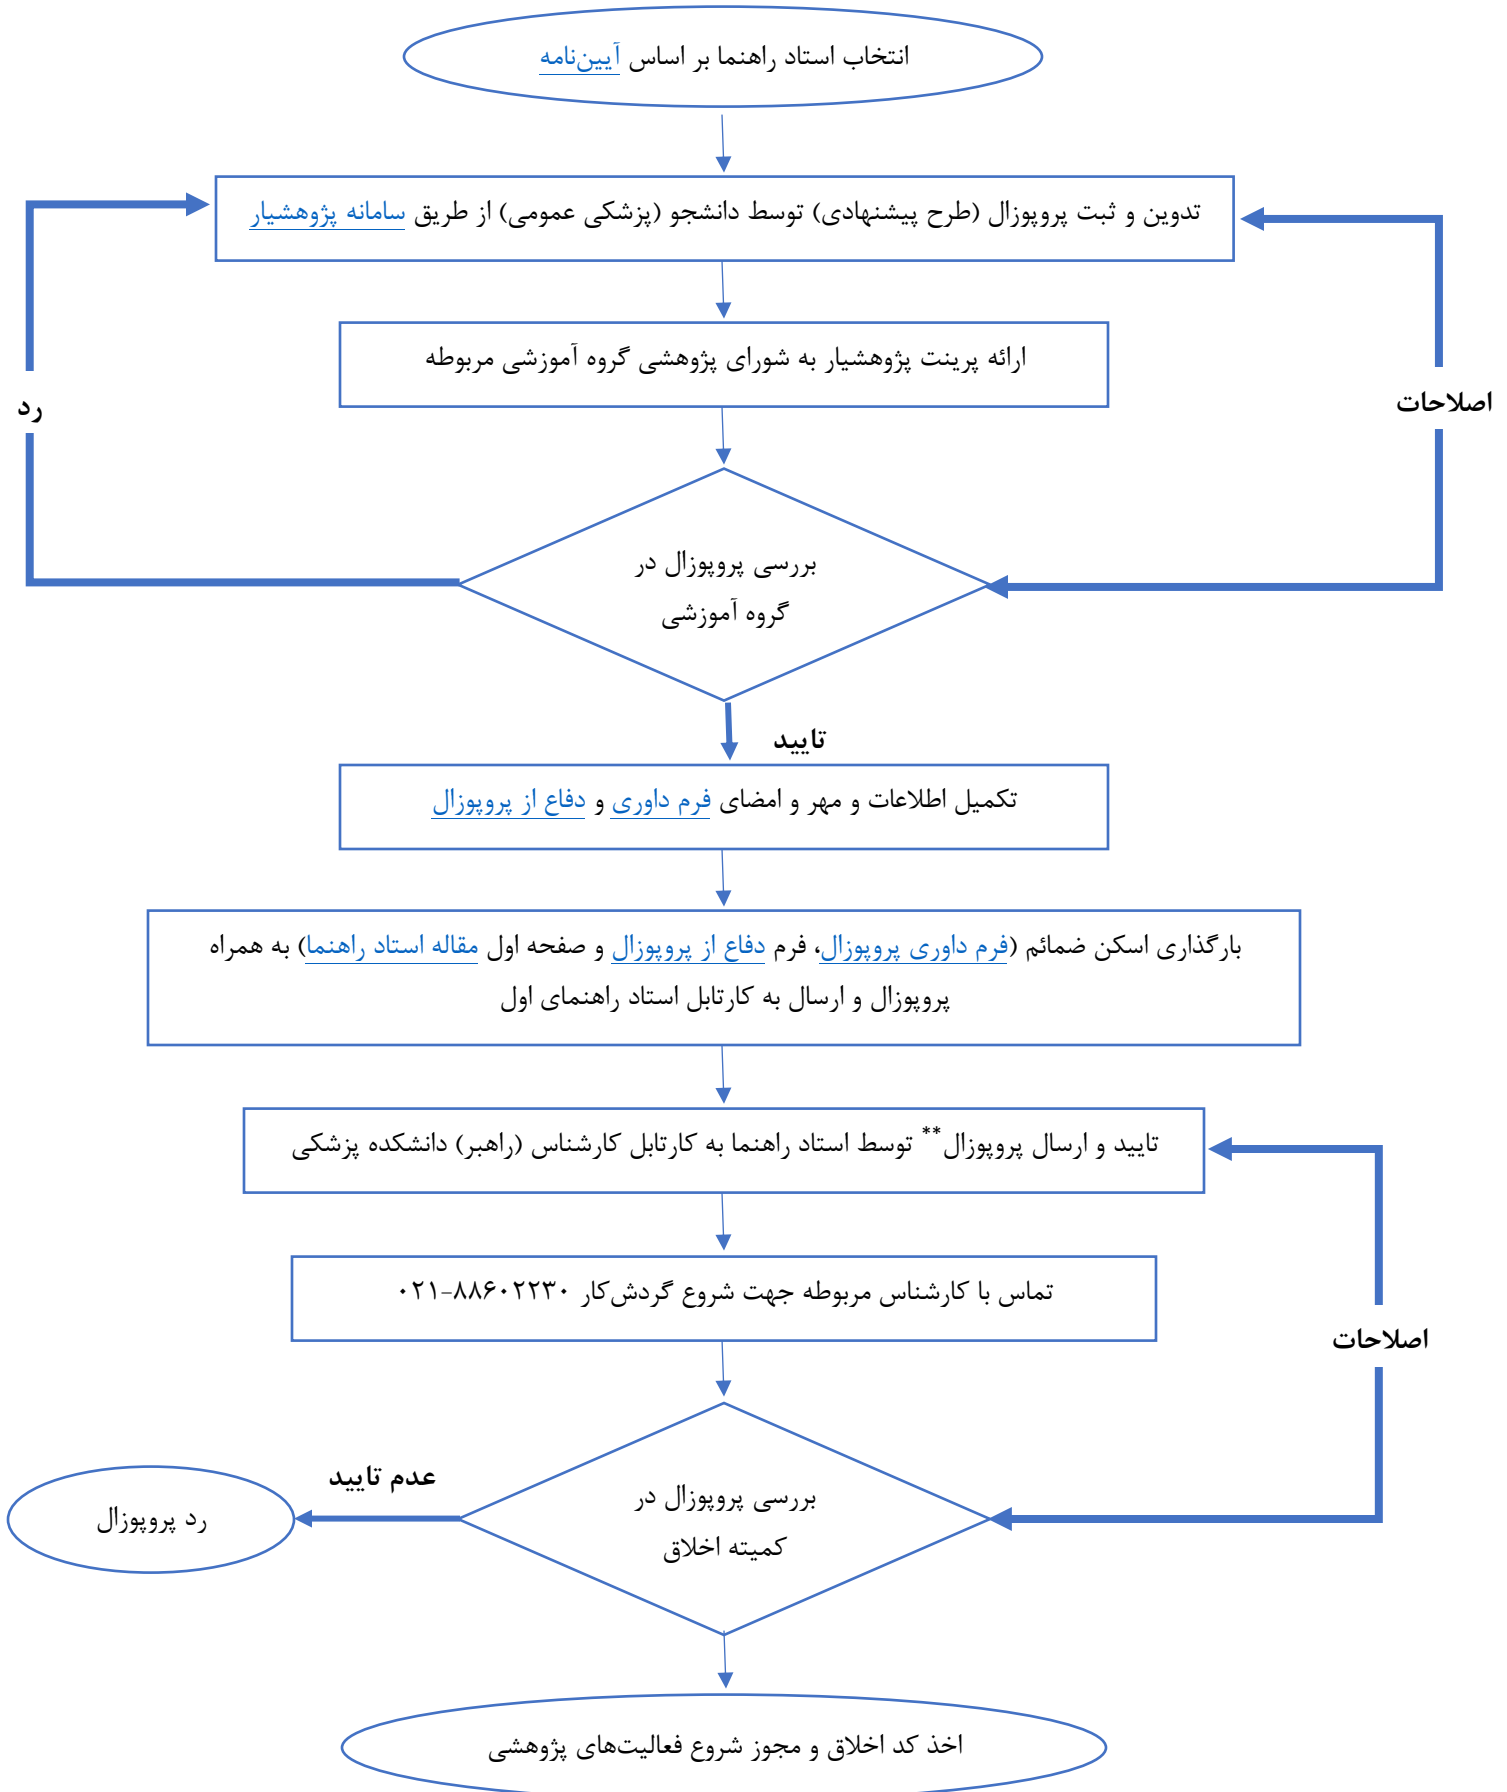 انتخاب استاد راهنما بر اساس آیین‌نامه
تدوین و ثبت پروپوزال (طرح پیشنهادی) توسط دانشجو (پزشکی عمومی) از طریق سامانه پژوهشیار
ارائه پرینت پژوهشیار به شورای پژوهشی گروه آموزشی مربوطه
اصلاحات
رد
بررسی پروپوزال در
گروه آموزشی
تایید
تکمیل اطلاعات و مهر و امضای فرم داوری و دفاع از پروپوزال
بارگذاری اسکن ضمائم (فرم داوری پروپوزال، فرم دفاع از پروپوزال و صفحه اول مقاله استاد راهنما) به همراه
پروپوزال و ارسال به کارتابل استاد راهنمای اول
تایید و ارسال پروپوزال** توسط استاد راهنما به کارتابل کارشناس (راهبر) دانشکده پزشکی
تماس با کارشناس مربوطه جهت شروع گردش‌کار ۸۸۶۰۲۲۳۰-۰۲۱
اصلاحات
عدم تایید
بررسی پروپوزال در
کمیته اخلاق
رد پروپوزال
اخذ کد اخلاق و مجوز شروع فعالیت‌های پژوهشی